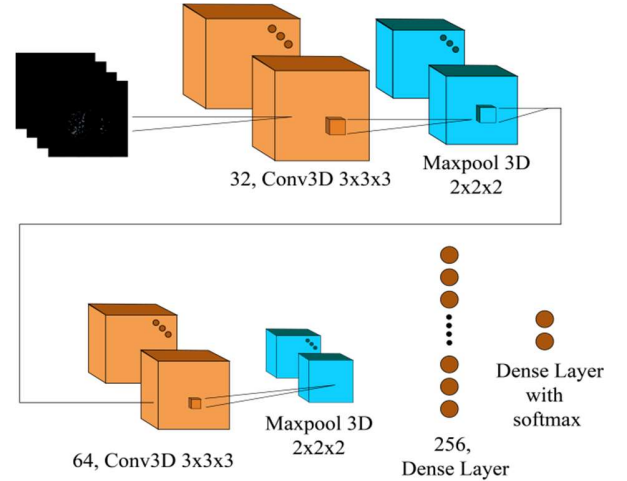 32, Conv3D 3x3x3
Maxpool 3D
2x2x2
64, Conv3D 3x3x3
Maxpool 3D
2x2x2
256,
Dense Layer
Dense Layer
with
softmax